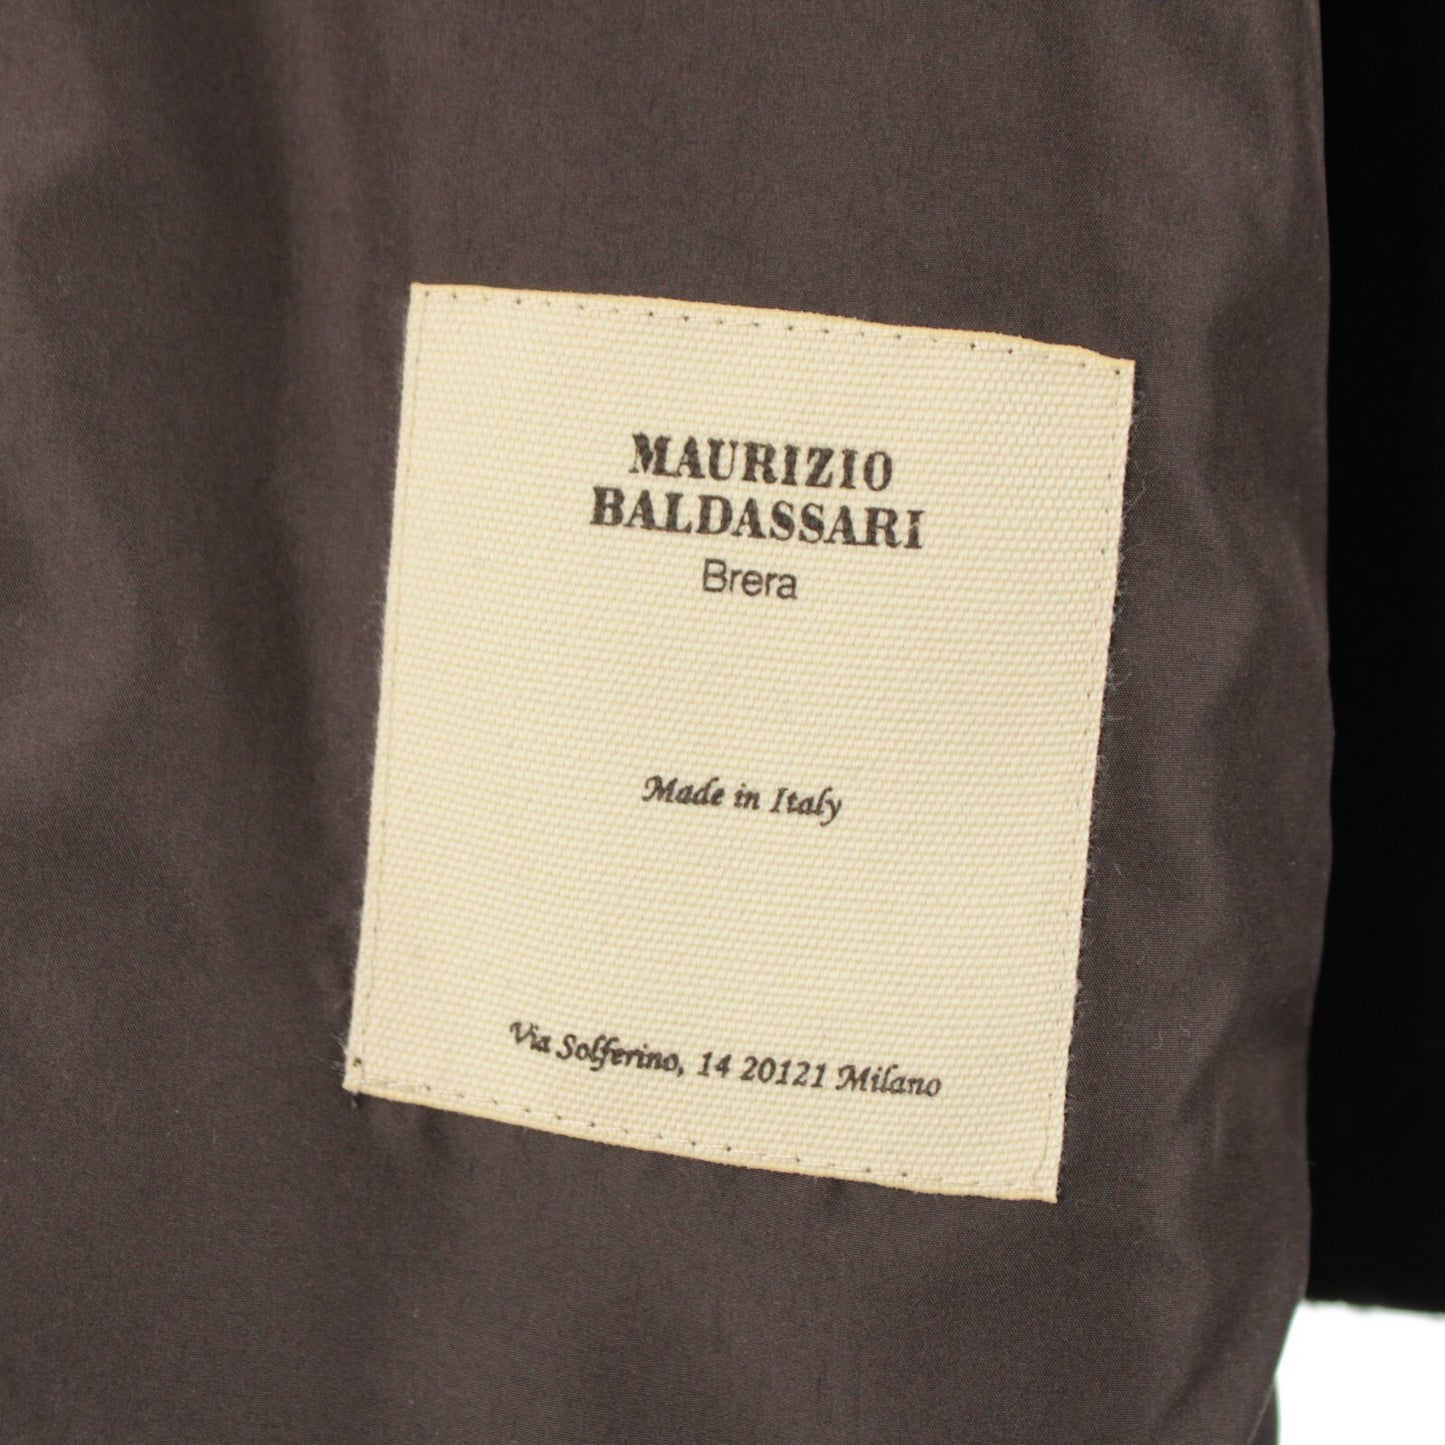 MAURIZIO
BALDASSARI
Brera
Made in Italy
Via Solferino, 14 20121 Milano